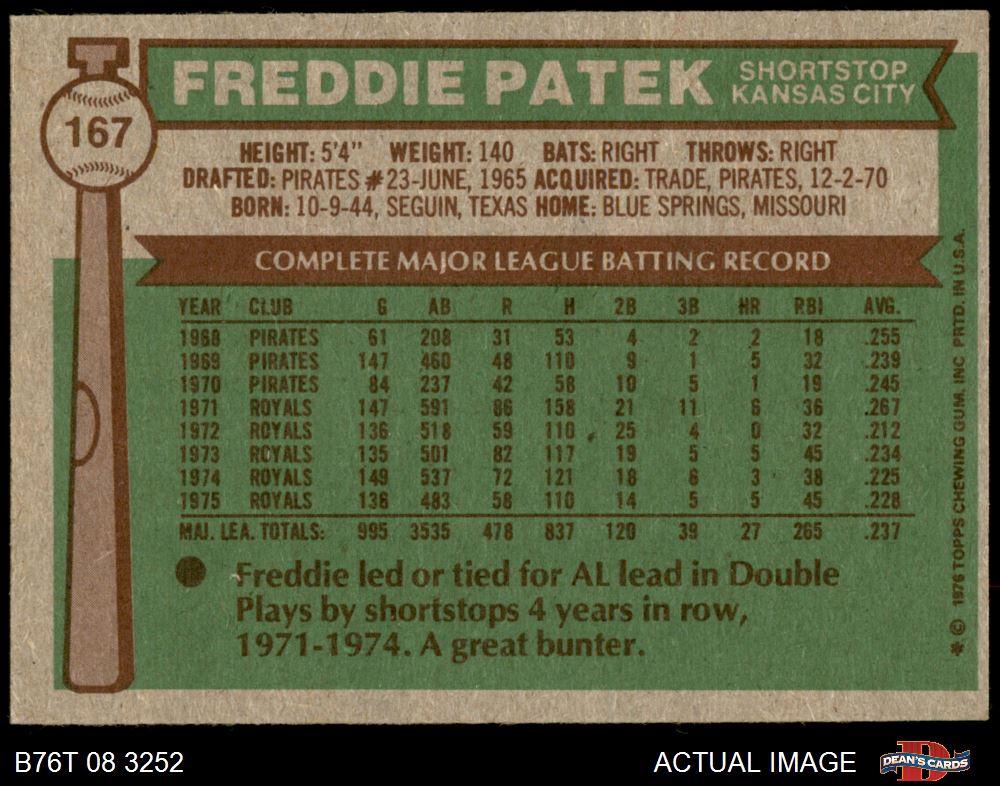 167
FREDDIE PATEK
SHORTSTOP
KANSAS CITY
HEIGHT: 5'4" WEIGHT: 140 BATS: RIGHT THROWS: RIGHT
DRAFTED: PIRATES #23-JUNE, 1965 ACQUIRED: TRADE, PIRATES, 12-2-70
BORN: 10-9-44, SEGUIN, TEXAS HOME: BLUE SPRINGS, MISSOURI
COMPLETE MAJOR LEAGUE BATTING RECORD
YEAR CLUB G AB R H 2B 3B HR RBI AVG.
1968 PIRATES 61 208 31 53 4 2 2 18 .255
1969 PIRATES 147 460 48 110 9 1 5 32 .239
1970 PIRATES 84 237 42 58 10 5 1 19 .245
1971 ROYALS 147 591 86 158 21 11 6 36 .267
1972 ROYALS 136 518 59 110 25 4 0 32 .212
1973 ROYALS 135 501 82 117 19 5 5 45 .234
1974 ROYALS 149 537 72 121 18 6 3 38 .225
1975 ROYALS 136 483 58 110 14 5 5 45 .228
MAJ. LEA. TOTALS: 995 3535 478 837 120 39 27 265 .237
Freddie led or tied for AL lead in Double
Plays by shortstops 4 years in row,
1971-1974. A great bunter.
* © 1976 TOPPS CHEWING GUM, INC PRTD. IN U.S.A.
B76T 08 3252
ACTUAL IMAGE
DEAN'S CARDS